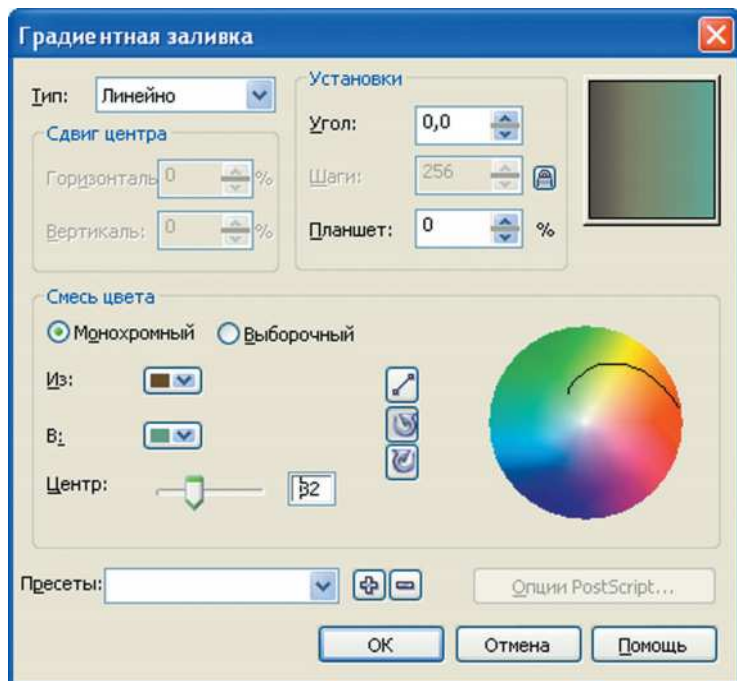 Градиентная заливка
Тип: Линейно
Сдвиг центра
Горизонталь 0 %
Вертикаль: 0 %
Установки
Угол: 0,0
Шаги: 256
Планшет: 0 %
Смесь цвета
Монохромный Выборочный
Из:
В:
Центр: 32
Пресеты:
Опции PostScript...
ОК Отмена Помощь